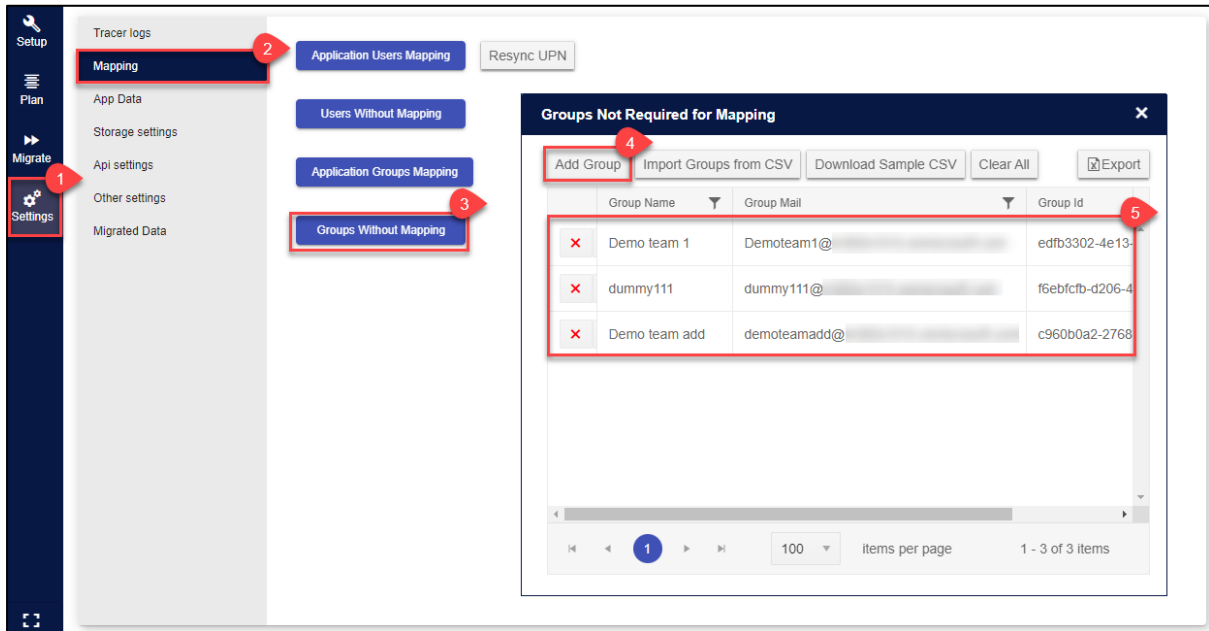 Setup
Plan
Migrate
1
Settings
Tracer logs
2
Mapping
App Data
Storage settings
Api settings
Other settings
Migrated Data
Application Users Mapping
Resync UPN
Users Without Mapping
Application Groups Mapping
3
Groups Without Mapping
Groups Not Required for Mapping
4
Add Group Import Groups from CSV Download Sample CSV Clear All Export
Group Name Group Mail Group Id
5
Demo team 1 Demoteam1@ edfb3302-4e13-
dummy111 dummy111@ f6ebfcfb-d206-4
Demo team add demoteamadd@ c960b0a2-2768
1 100 items per page 1 - 3 of 3 items